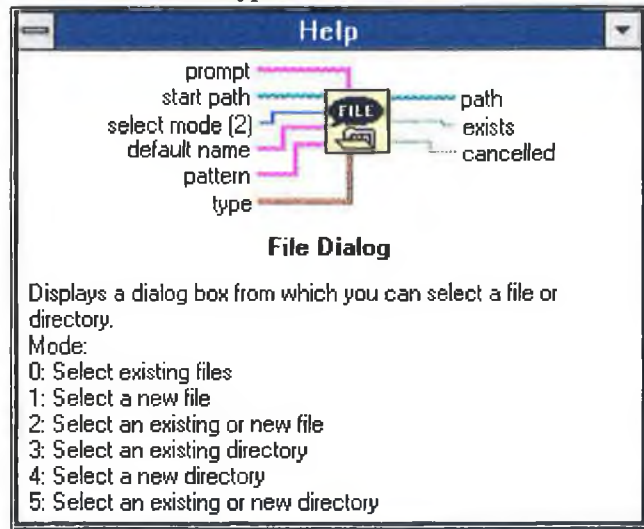 Help
prompt
start path
select mode (2)
default name
pattern
type
FILE
path
exists
cancelled
File Dialog
Displays a dialog box from which you can select a file or
directory.
Mode:
0: Select existing files
1: Select a new file
2: Select an existing or new file
3: Select an existing directory
4: Select a new directory
5: Select an existing or new directory